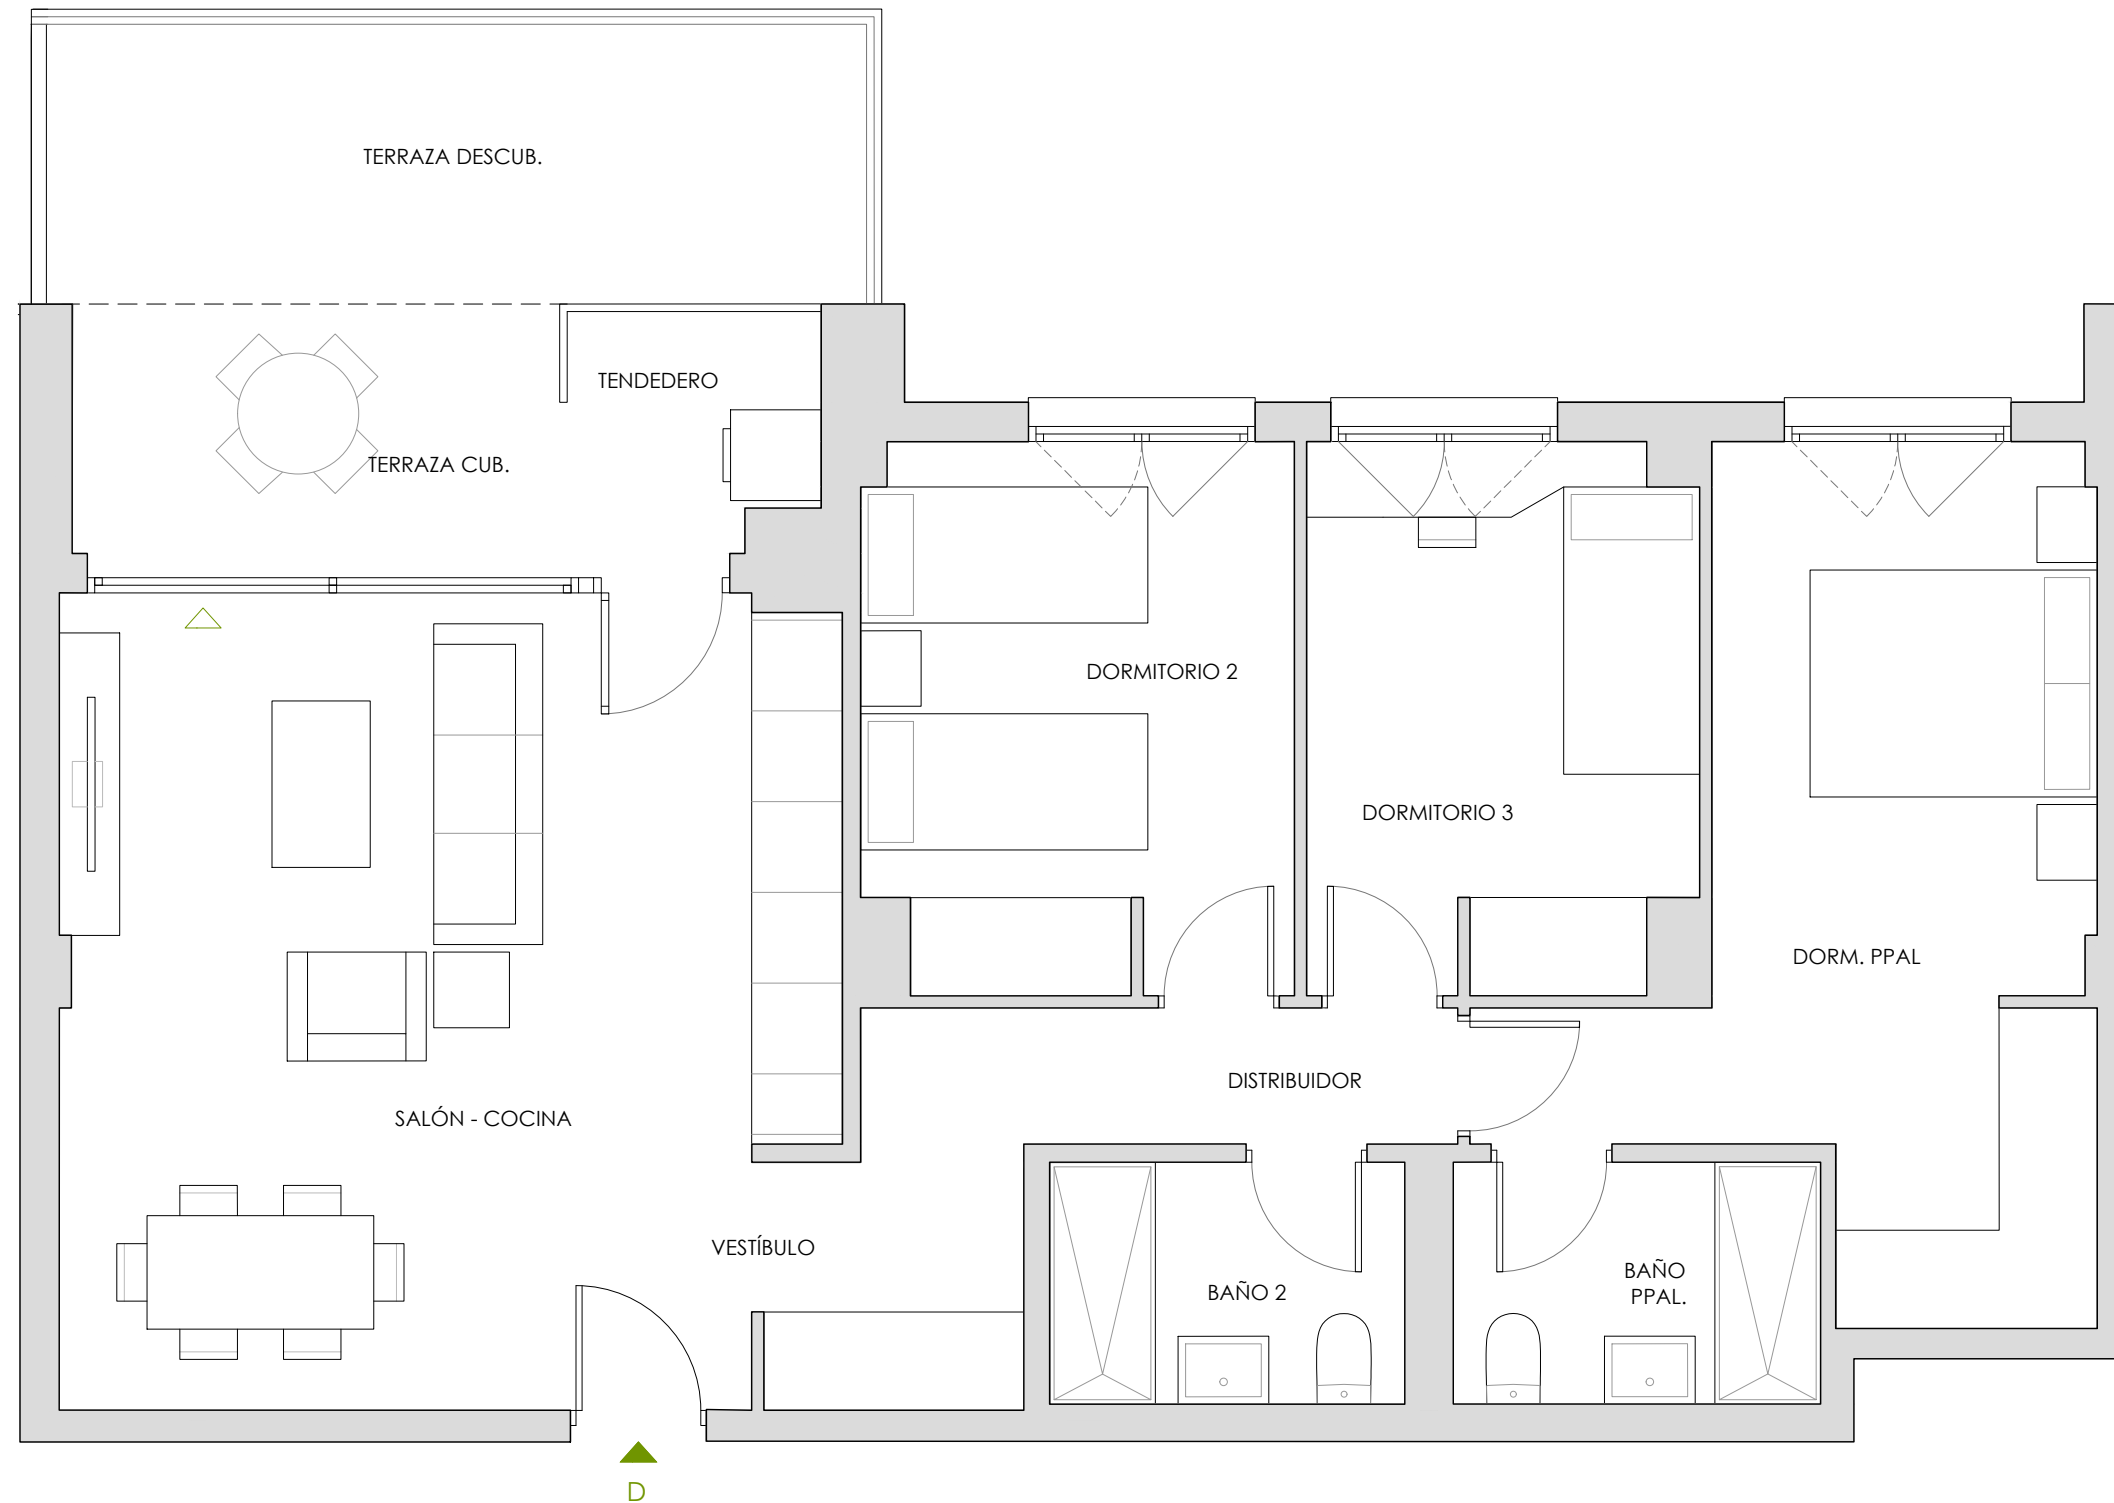 TERRAZA DESCUB.
TENDEDERO
TERRAZA CUB.
DORMITORIO 2
DORMITORIO 3
DORM. PPAL
DISTRIBUIDOR
SALÓN - COCINA
VESTÍBULO
BAÑO 2
BAÑO
PPAL.
D